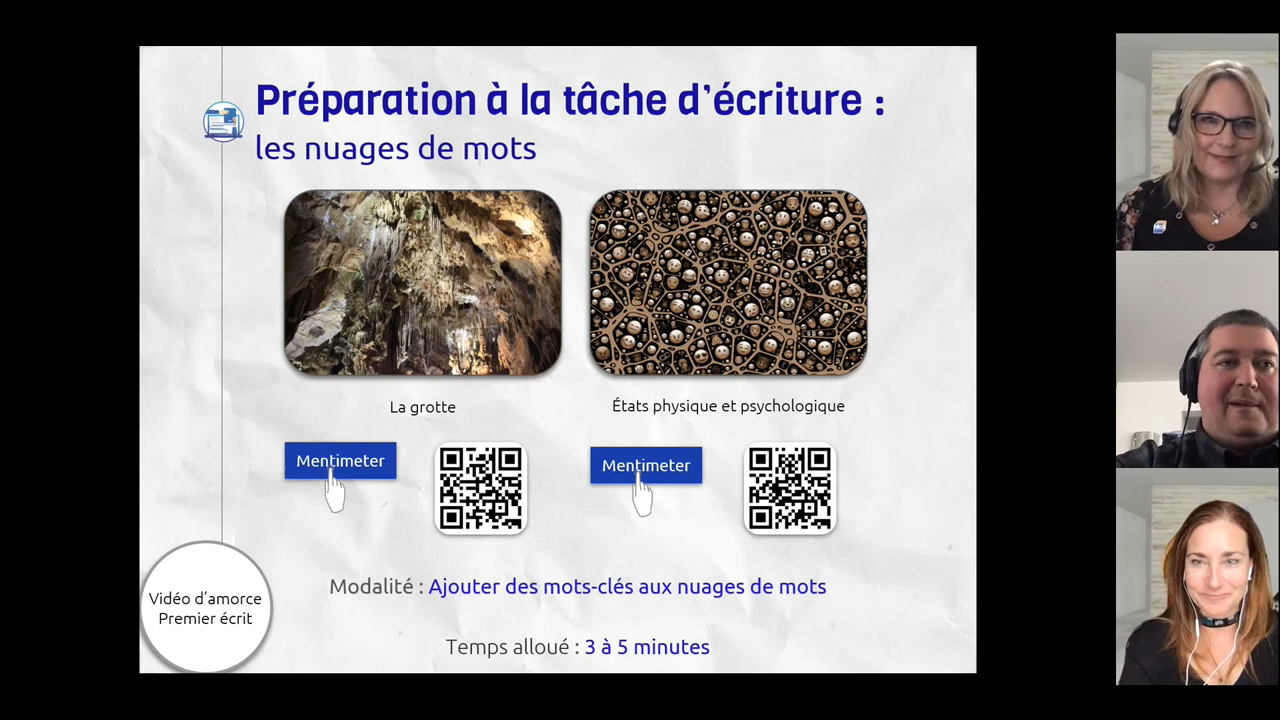 Préparation à la tâche d’écriture :
les nuages de mots
La grotte
États physique et psychologique
Mentimeter
Mentimeter
Modalité : Ajouter des mots-clés aux nuages de mots
Vidéo d’amorce
Premier écrit
Temps alloué : 3 à 5 minutes